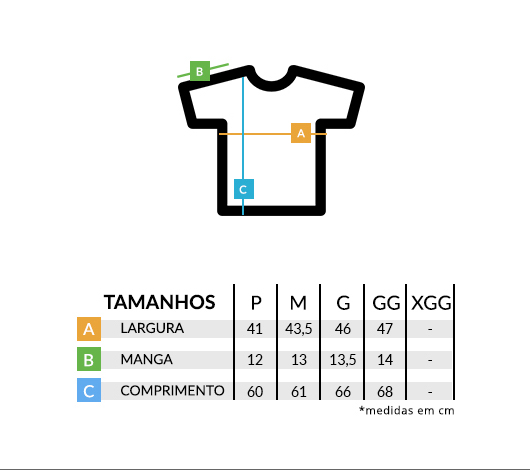 B
A
C
TAMANHOS P M G GG XGG
A LARGURA 41 43,5 46 47 -
B MANGA 12 13 13,5 14 -
C COMPRIMENTO 60 61 66 68 -
*medidas em cm